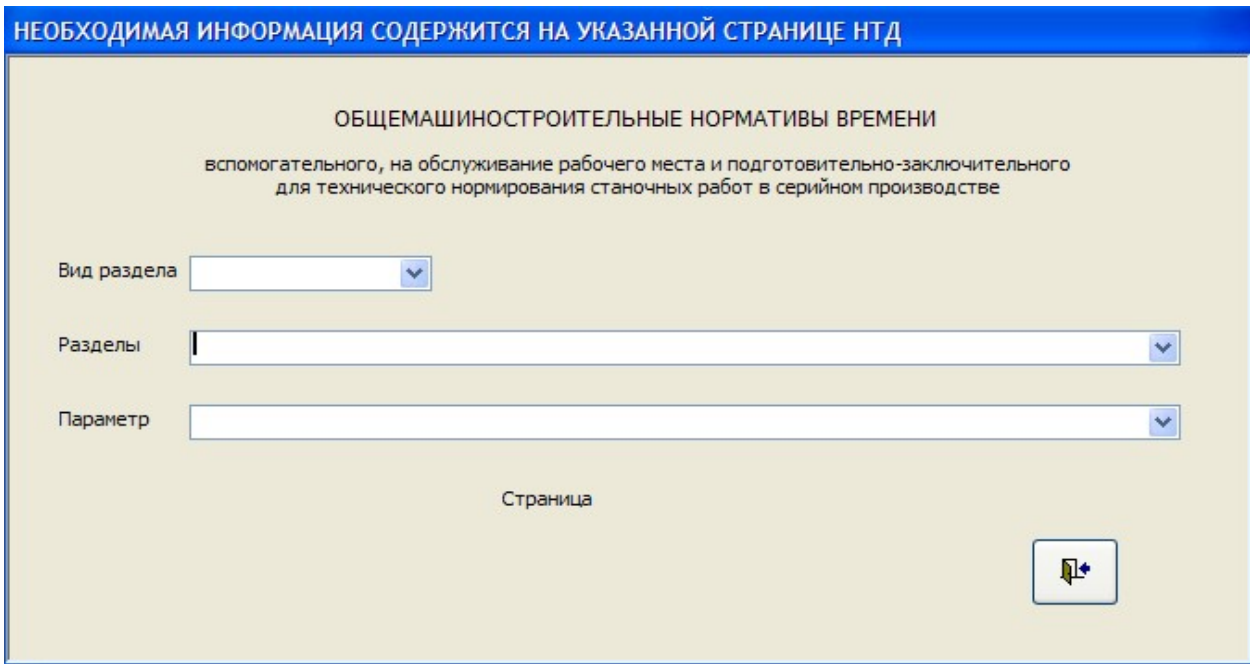 НЕОБХОДИМАЯ ИНФОРМАЦИЯ СОДЕРЖИТСЯ НА УКАЗАННОЙ СТРАНИЦЕ НТД
ОБЩЕМАШИНОСТРОИТЕЛЬНЫЕ НОРМАТИВЫ ВРЕМЕНИ
вспомогательного, на обслуживание рабочего места и подготовительно-заключительного
для технического нормирования станочных работ в серийном производстве
Вид раздела
Разделы
Параметр
Страница